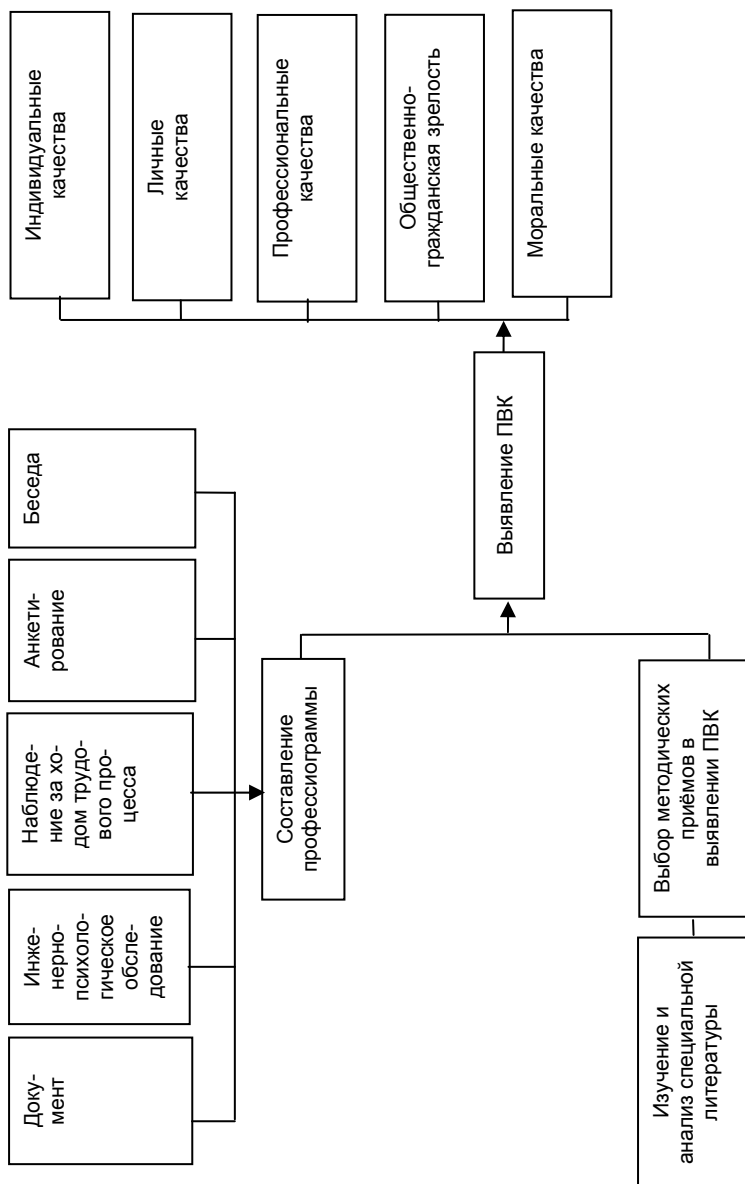 Доку-
мент
Инже-
нерно-
психоло-
гическое
обсле-
дование
Наблюде-
ние за хо-
дом трудо-
вого про-
цесса
Анкети-
рование
Беседа
Составление
профессиограммы
Изучение и
анализ специальной
литературы
Выбор методических
приёмов в
выявлении ПВК
Выявление ПВК
Индивидуальные
качества
Личные
качества
Профессиональные
качества
Общественно-
гражданская зрелость
Моральные качества